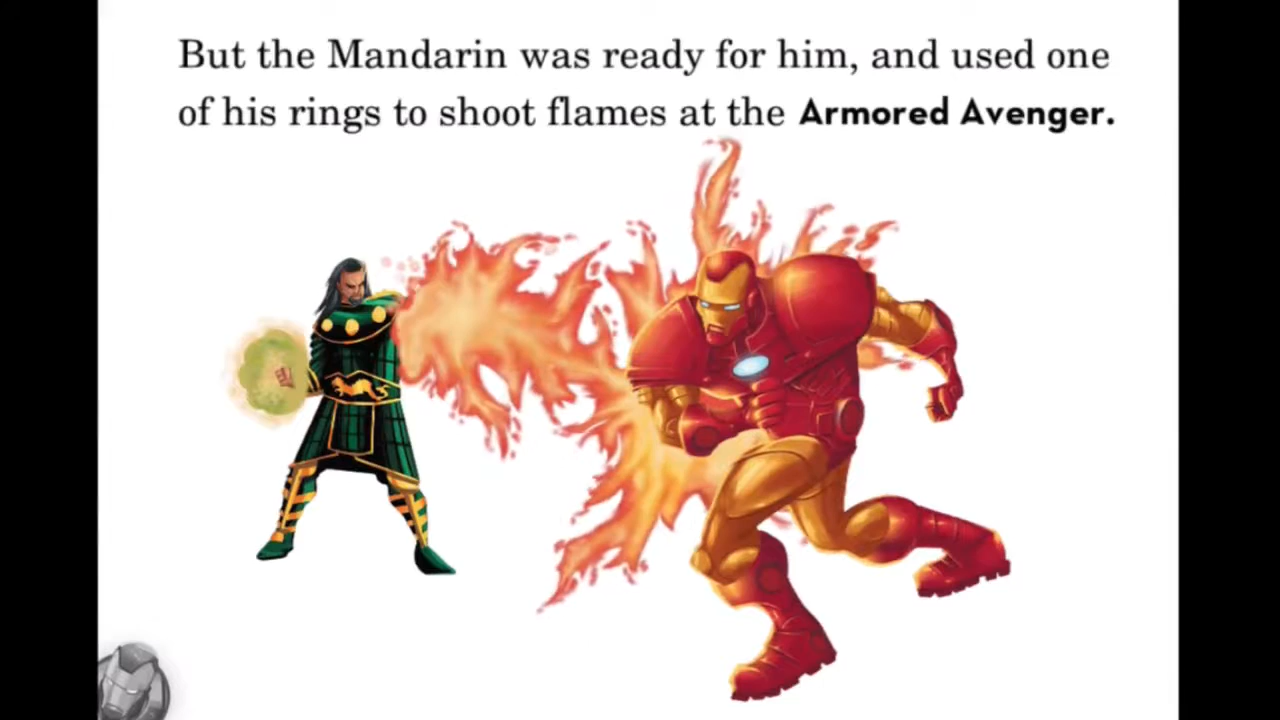 But the Mandarin was ready for him, and used one
of his rings to shoot flames at the Armored Avenger.